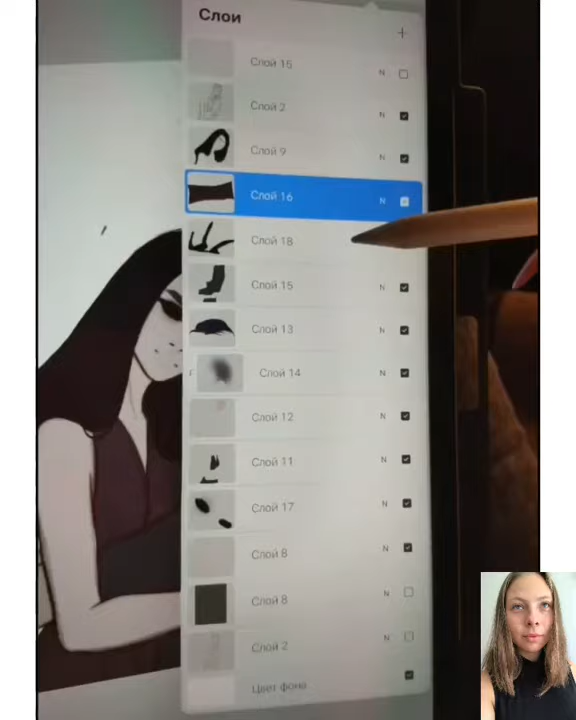 Слои
+
Слой 15 N
Слой 2 N
Слой 9 N
Слой 16 N
Слой 18
Слой 15 N
Слой 13 N
Слой 14 N
Слой 12 N
Слой 11 N
Слой 17 N
Слой 8 N
Слой 8 N
Слой 2 N
Цвет фона